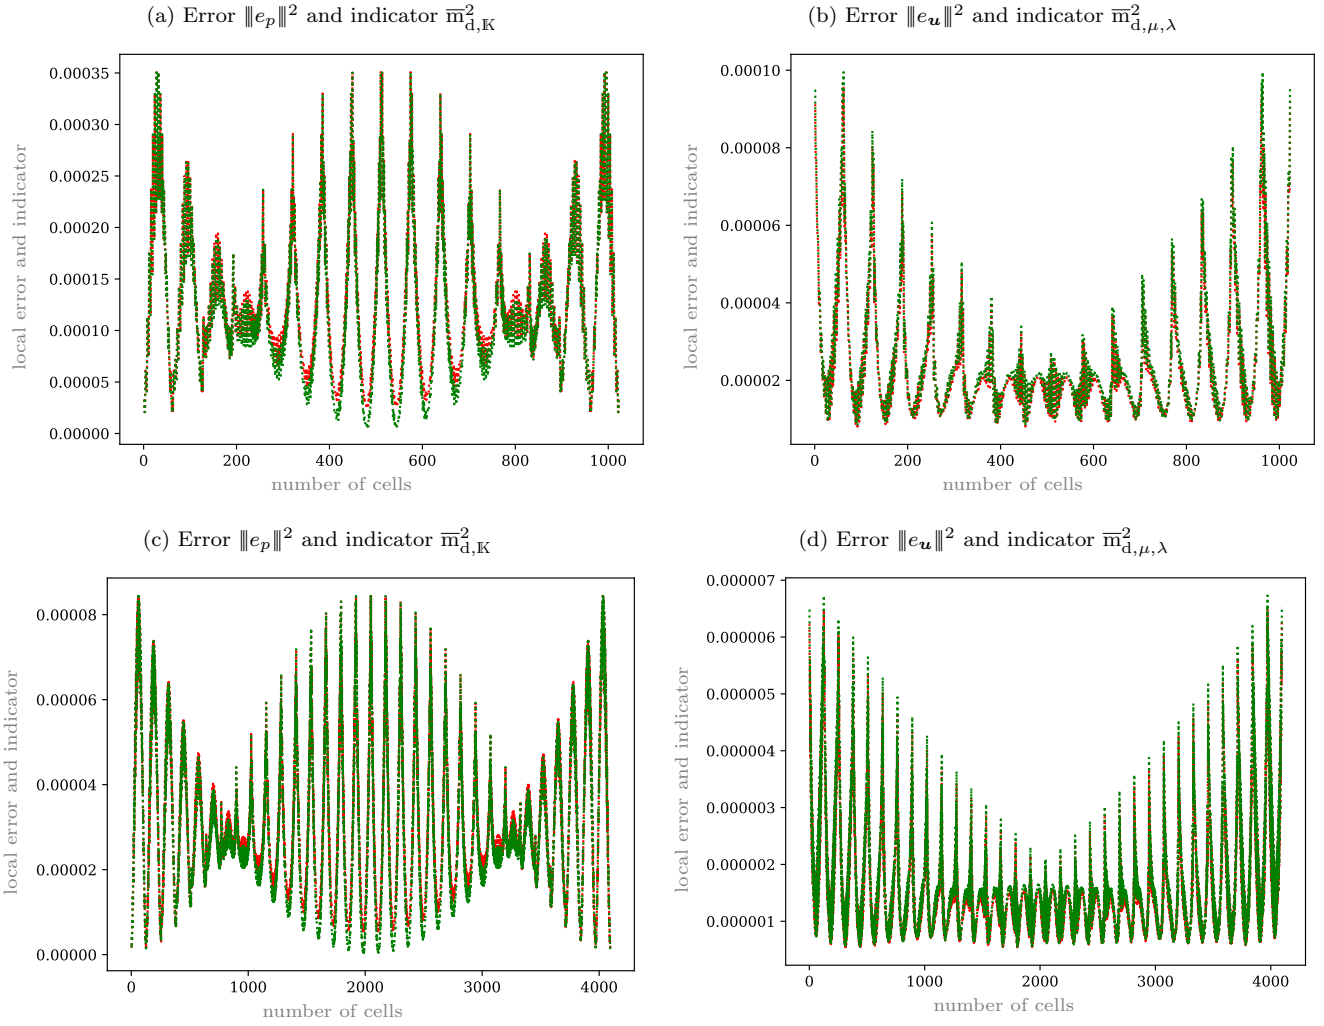 (a) Error ⦀e_p⦀² and indicator m̅²_{d,𝕂}
(b) Error ⦀e_u⦀² and indicator m̅²_{d,μ,λ}
local error and indicator
0.00035
0.00030
0.00025
0.00020
0.00015
0.00010
0.00005
0.00000
0 200 400 600 800 1000
number of cells
local error and indicator
0.00010
0.00008
0.00006
0.00004
0.00002
0 200 400 600 800 1000
number of cells
(c) Error ⦀e_p⦀² and indicator m̅²_{d,𝕂}
(d) Error ⦀e_u⦀² and indicator m̅²_{d,μ,λ}
local error and indicator
0.00008
0.00006
0.00004
0.00002
0.00000
0 1000 2000 3000 4000
number of cells
local error and indicator
0.000007
0.000006
0.000005
0.000004
0.000003
0.000002
0.000001
0 1000 2000 3000 4000
number of cells